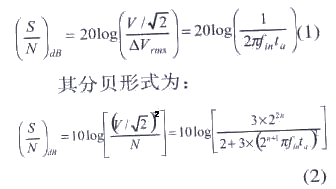 (S/N)_dB = 20log((V/√2)/ΔV_rms) = 20log(1/(2πf_in t_a)) (1)
其分贝形式为：
(S/N)_dB = 10log[(V/√2)²/N] = 10log[3×2^(2n)/(2+3×(2^(n+1)πf_in t_a)²)]
(2)